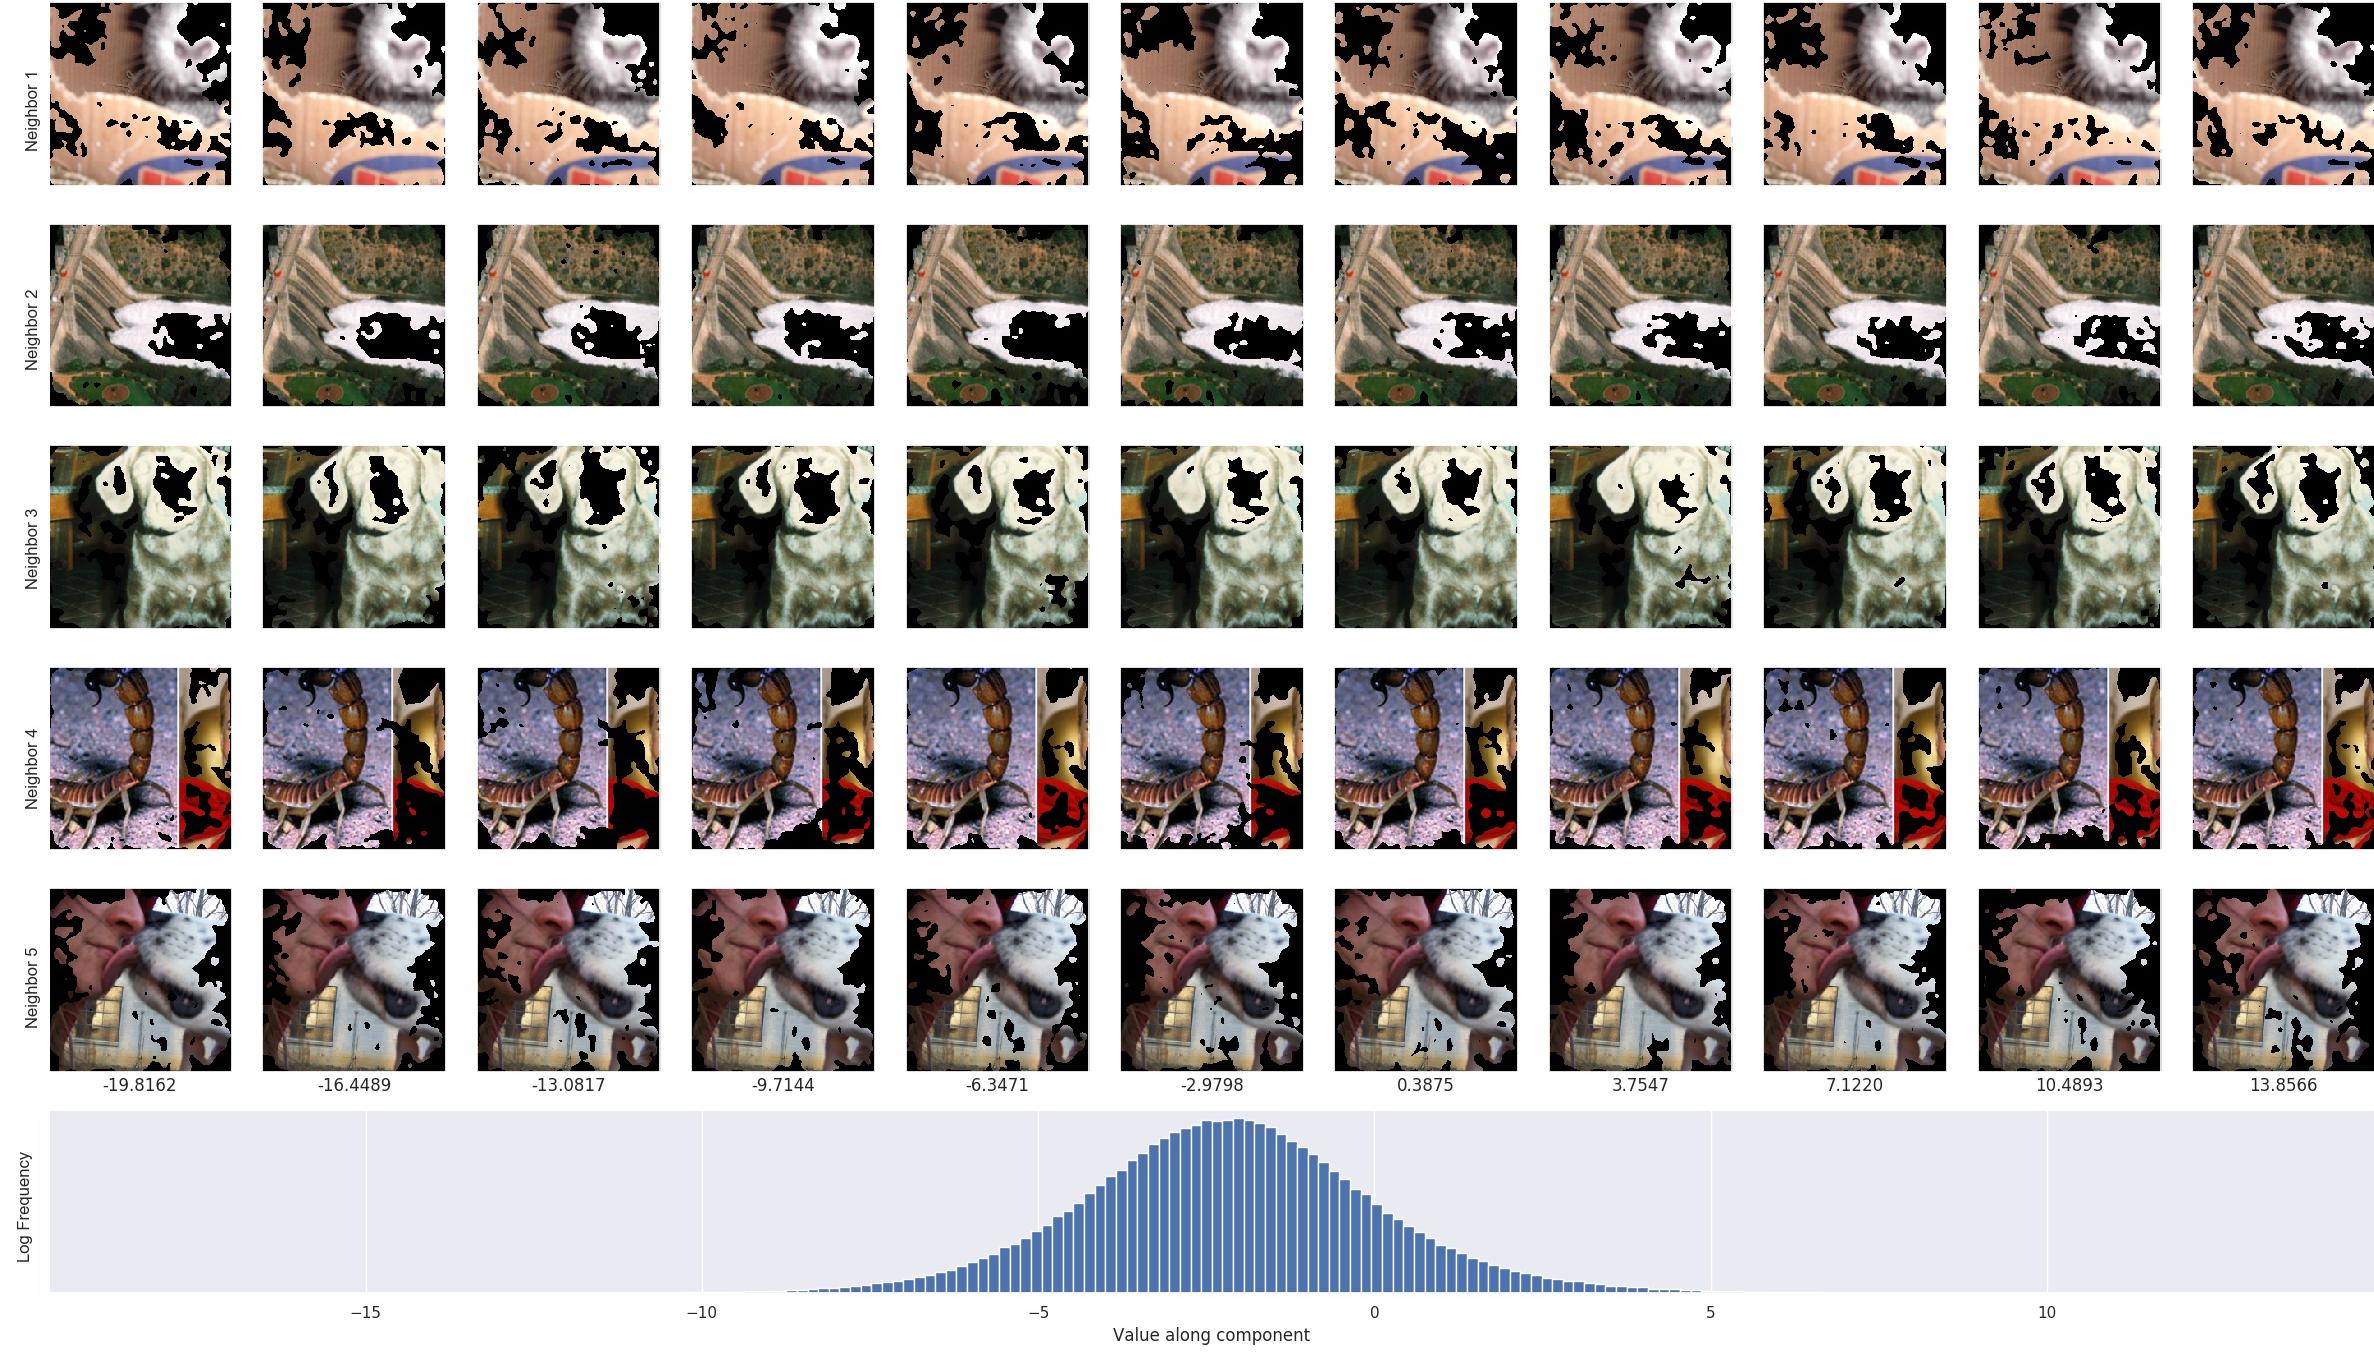 Neighbor 1
Neighbor 2
Neighbor 3
Neighbor 4
Neighbor 5
-19.8162 -16.4489 -13.0817 -9.7144 -6.3471 -2.9798 0.3875 3.7547 7.1220 10.4893 13.8566
Log Frequency
−15 −10 −5 0 5 10
Value along component